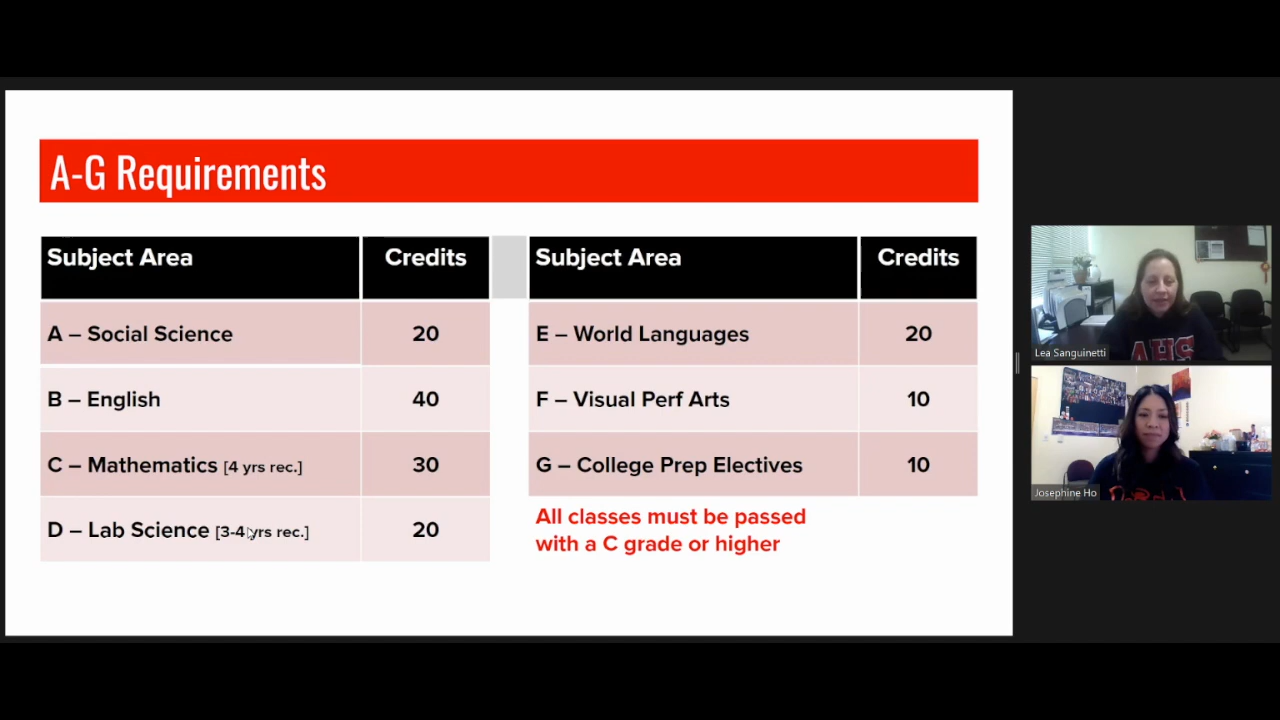 A-G Requirements
Subject Area Credits
A – Social Science 20
B – English 40
C – Mathematics [4 yrs rec.] 30
D – Lab Science [3-4 yrs rec.] 20
Subject Area Credits
E – World Languages 20
F – Visual Perf Arts 10
G – College Prep Electives 10
All classes must be passed
with a C grade or higher
AHS
Lea Sanguinetti
Josephine Ho